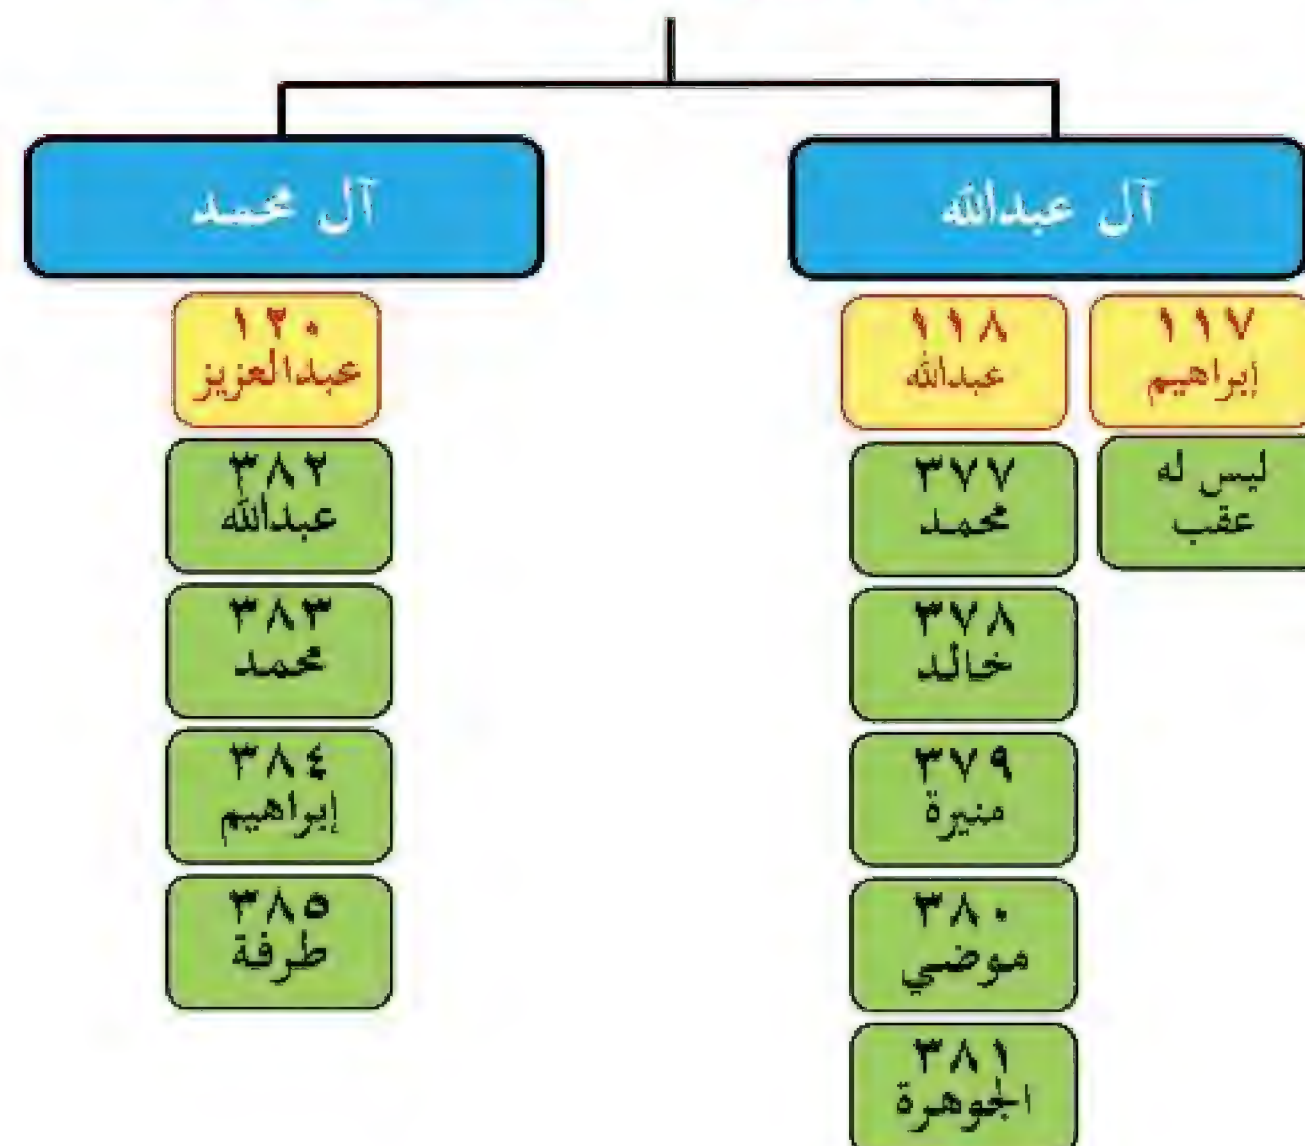 آل عبدالله
١١٧
إبراهيم
ليس له
عقب
١١٨
عبدالله
٣٧٧
محمد
٣٧٨
خالد
٣٧٩
منيرة
٣٨٠
موضي
٣٨١
الجوهرة
آل محمد
١٢٠
عبدالعزيز
٣٨٢
عبدالله
٣٨٣
محمد
٣٨٤
إبراهيم
٣٨٥
طرفة